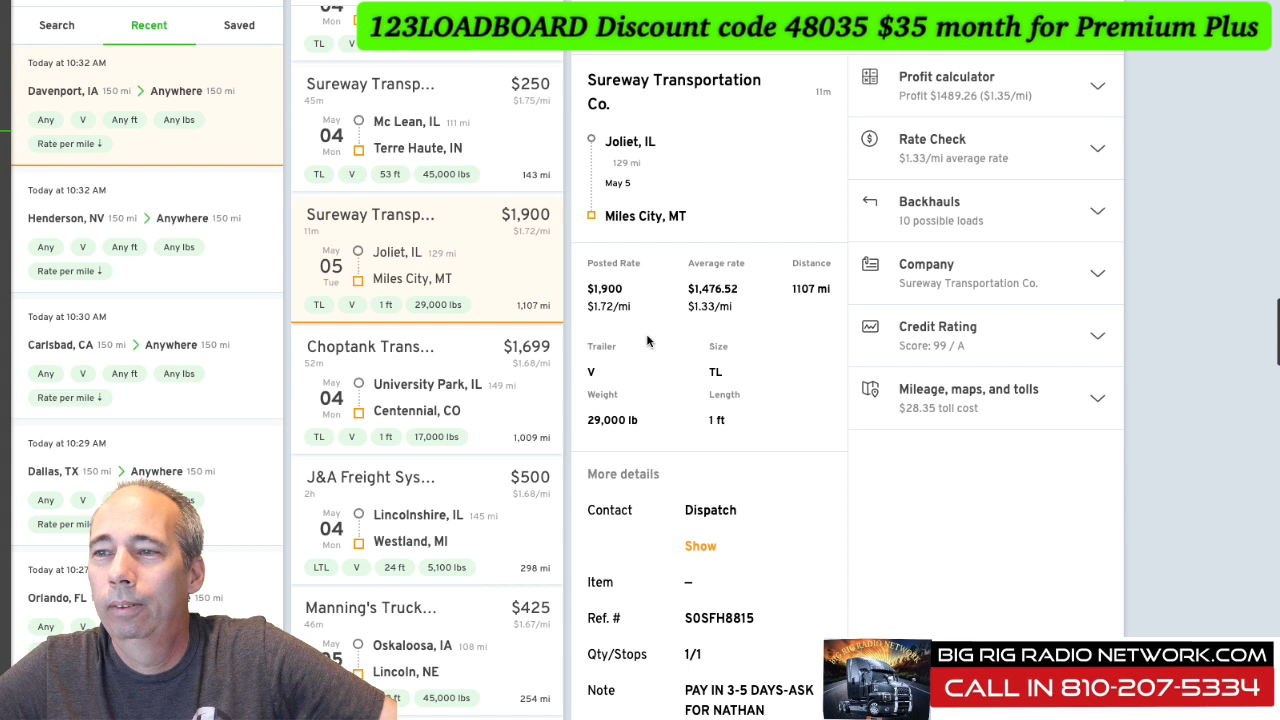 123LOADBOARD Discount code 48035 $35 month for Premium Plus
Search Recent Saved
Today at 10:32 AM
Davenport, IA 150 mi > Anywhere 150 mi
Any V Any ft Any lbs
Rate per mile ↓
Today at 10:32 AM
Henderson, NV 150 mi > Anywhere 150 mi
Any V Any ft Any lbs
Rate per mile ↓
Today at 10:30 AM
Carlsbad, CA 150 mi > Anywhere 150 mi
Any V Any ft Any lbs
Rate per mile ↓
Today at 10:29 AM
Dallas, TX 150 mi > Anywhere 150 mi
Any V
Rate per mile
Today at 10:27
Orlando, FL 150 mi
Any
04
TL V
Sureway Transp... $250
45m $1.75/mi
May 04 Mon
Mc Lean, IL 111 mi
Terre Haute, IN
TL V 53 ft 45,000 lbs 143 mi
Sureway Transp... $1,900
11m $1.72/mi
May 05 Tue
Joliet, IL 129 mi
Miles City, MT
TL V 1 ft 29,000 lbs 1,107 mi
Choptank Trans... $1,699
52m $1.68/mi
May 04 Mon
University Park, IL 149 mi
Centennial, CO
TL V 1 ft 17,000 lbs 1,009 mi
J&A Freight Sys... $500
2h $1.68/mi
May 04 Mon
Lincolnshire, IL 145 mi
Westland, MI
LTL V 24 ft 5,100 lbs 298 mi
Manning's Truck... $425
46m $1.67/mi
May
Oskaloosa, IA 108 mi
Lincoln, NE
ft 45,000 lbs 254 mi
Sureway Transportation
Co.
11m
Joliet, IL
129 mi
May 5
Miles City, MT
Posted Rate Average rate Distance
$1,900 $1,476.52 1107 mi
$1.72/mi $1.33/mi
Trailer Size
V TL
Weight Length
29,000 lb 1 ft
More details
Contact Dispatch
Show
Item –
Ref. # S0SFH8815
Qty/Stops 1/1
Note PAY IN 3-5 DAYS-ASK
FOR NATHAN
Profit calculator
Profit $1489.26 ($1.35/mi)
Rate Check
$1.33/mi average rate
Backhauls
10 possible loads
Company
Sureway Transportation Co.
Credit Rating
Score: 99 / A
Mileage, maps, and tolls
$28.35 toll cost
BIG RIG RADIO NETWORK.COM
CALL IN 810-207-5334